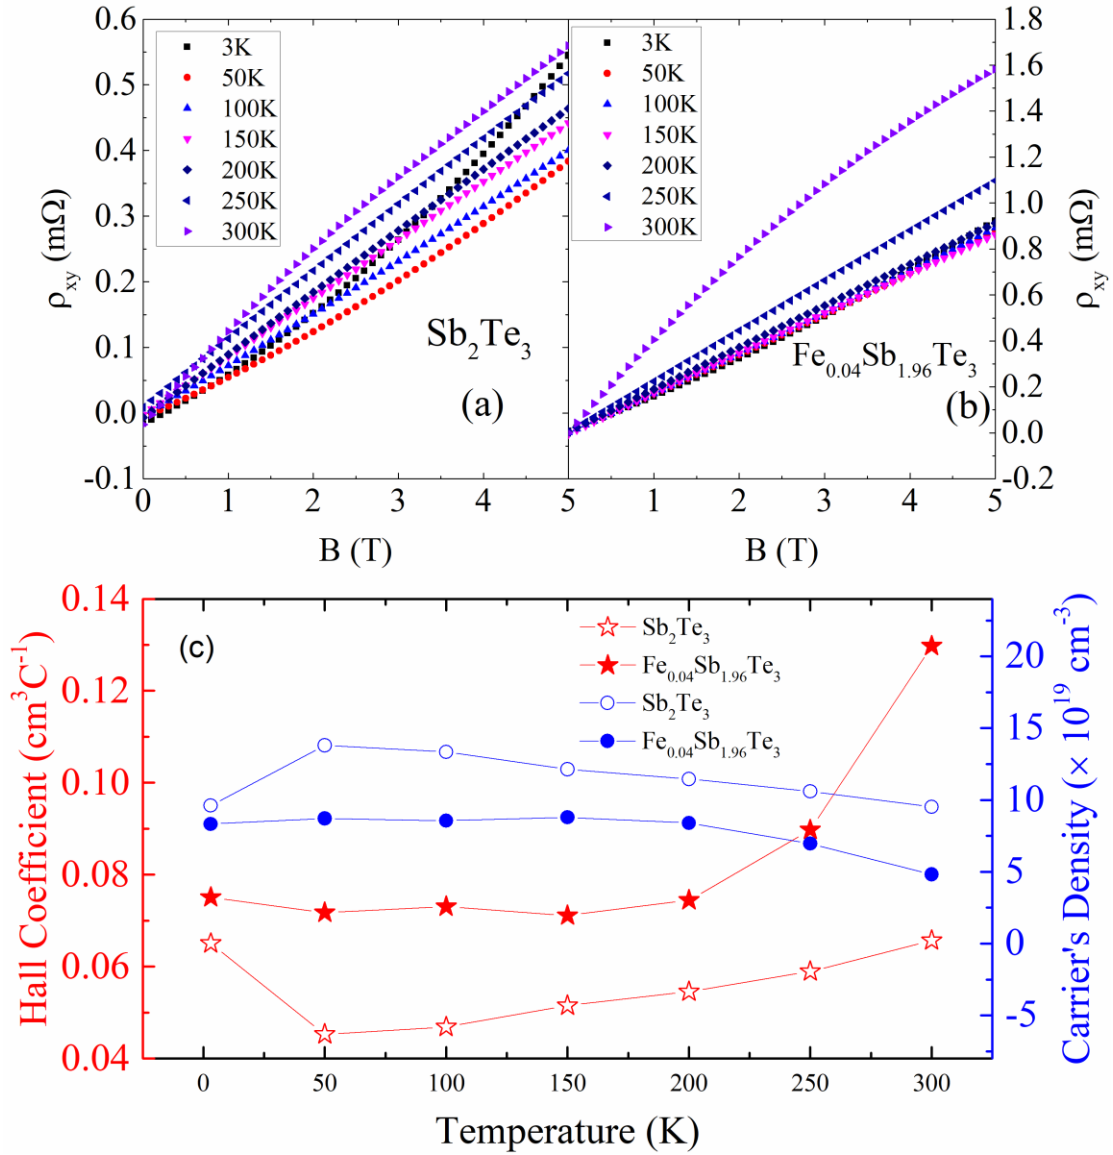 0.6
0.5
0.4
0.3
0.2
0.1
0.0
-0.1
ρxy (mΩ)
3K
50K
100K
150K
200K
250K
300K
Sb2Te3
(a)
0 1 2 3 4 5
B (T)
3K
50K
100K
150K
200K
250K
300K
Fe0.04Sb1.96Te3
(b)
1 2 3 4 5
B (T)
1.8
1.6
1.4
1.2
1.0
0.8
0.6
0.4
0.2
0.0
-0.2
ρxy (mΩ)
0.14
0.12
0.10
0.08
0.06
0.04
Hall Coefficient (cm3C-1)
(c)
Sb2Te3
Fe0.04Sb1.96Te3
Sb2Te3
Fe0.04Sb1.96Te3
20
15
10
5
0
-5
Carrier's Density (× 1019 cm-3)
0 50 100 150 200 250 300
Temperature (K)